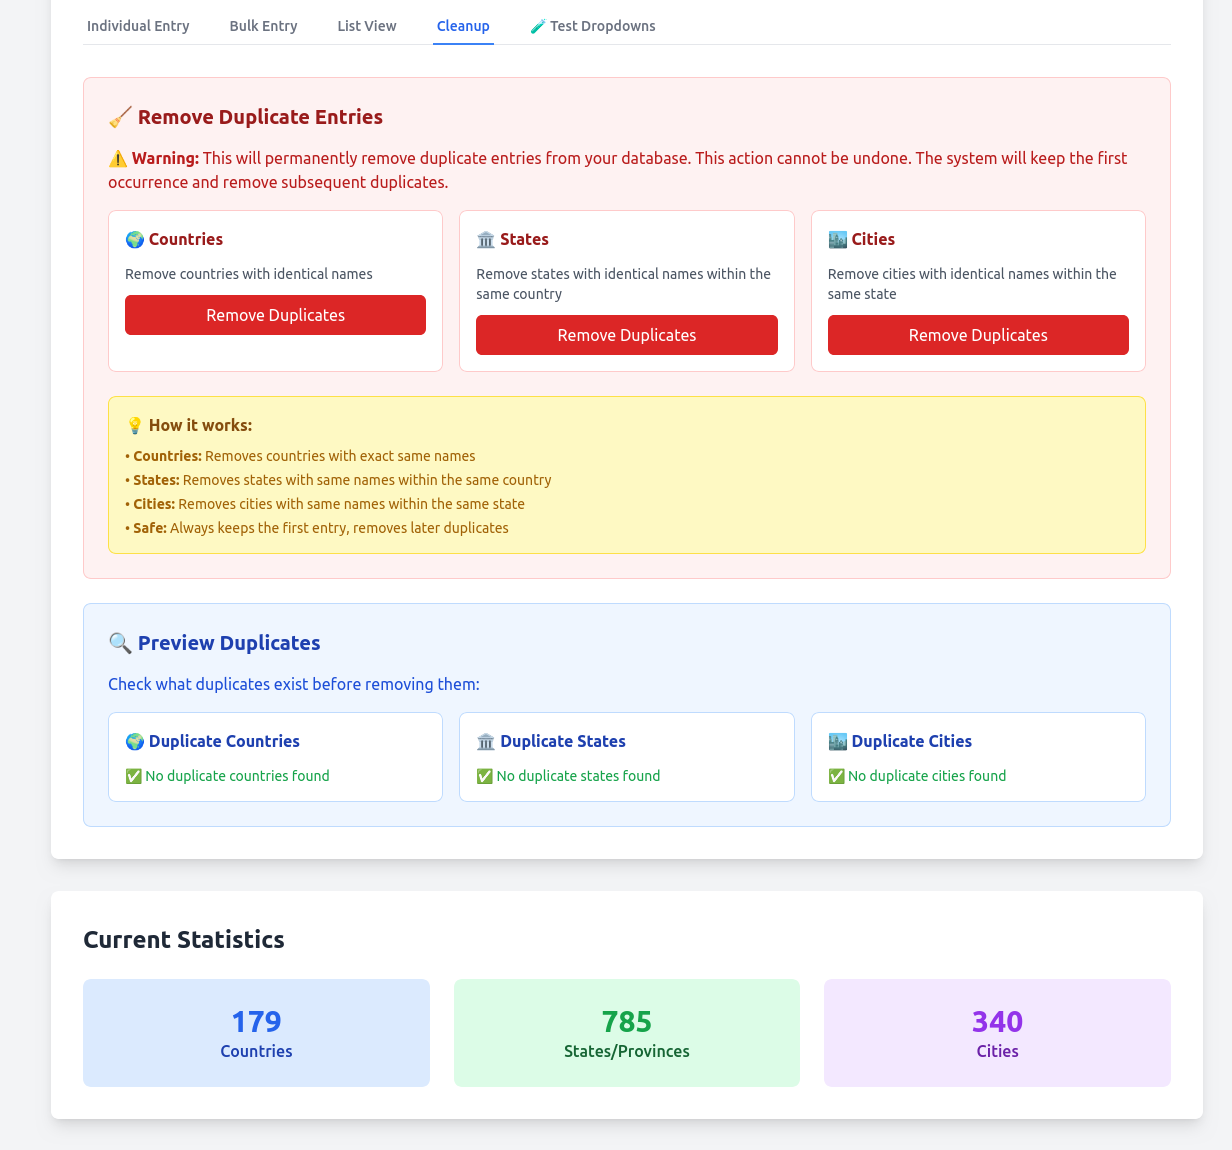 Individual Entry
Bulk Entry
List View
Cleanup
🧪 Test Dropdowns
🧹 Remove Duplicate Entries
⚠️ Warning: This will permanently remove duplicate entries from your database. This action cannot be undone. The system will keep the first
occurrence and remove subsequent duplicates.
🌍 Countries
Remove countries with identical names
Remove Duplicates
🏛️ States
Remove states with identical names within the
same country
Remove Duplicates
🏙️ Cities
Remove cities with identical names within the
same state
Remove Duplicates
💡 How it works:
• Countries: Removes countries with exact same names
• States: Removes states with same names within the same country
• Cities: Removes cities with same names within the same state
• Safe: Always keeps the first entry, removes later duplicates
🔍 Preview Duplicates
Check what duplicates exist before removing them:
🌍 Duplicate Countries
✅ No duplicate countries found
🏛️ Duplicate States
✅ No duplicate states found
🏙️ Duplicate Cities
✅ No duplicate cities found
Current Statistics
179
Countries
785
States/Provinces
340
Cities